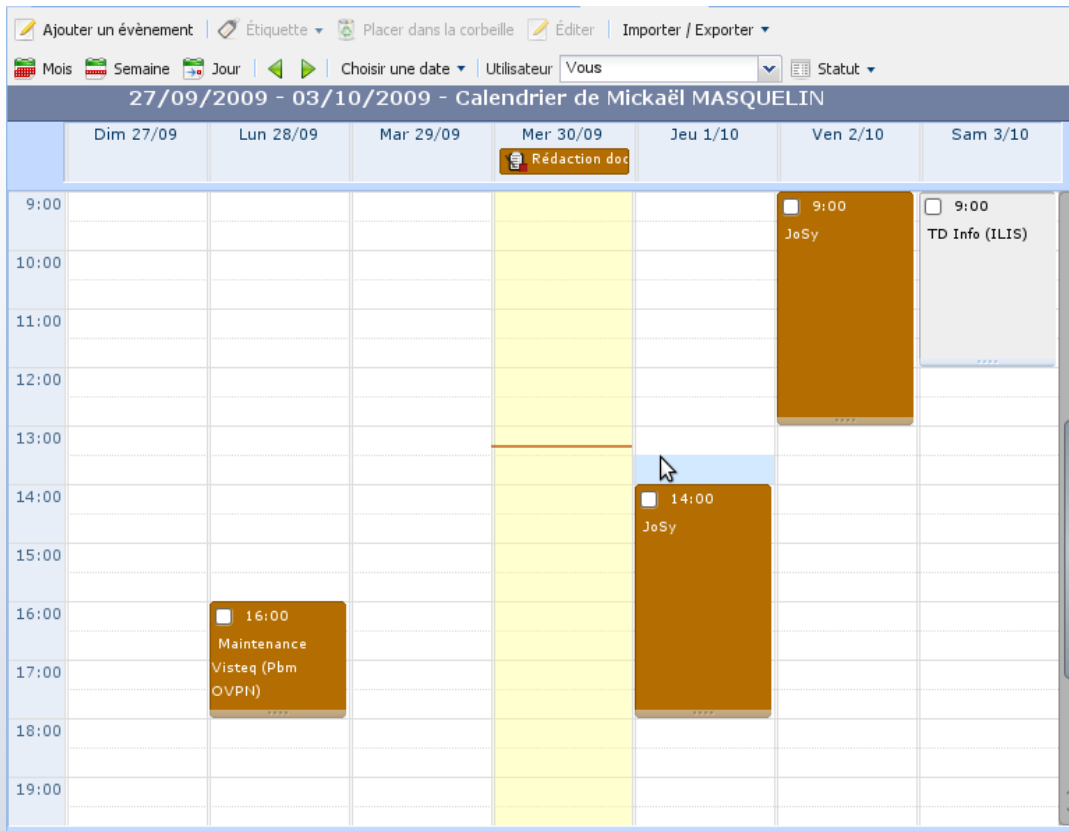 Ajouter un évènement Étiquette Placer dans la corbeille Éditer Importer / Exporter
Mois Semaine Jour Choisir une date Utilisateur Vous Statut
27/09/2009 - 03/10/2009 - Calendrier de Mickaël MASQUELIN
Dim 27/09 Lun 28/09 Mar 29/09 Mer 30/09 Jeu 1/10 Ven 2/10 Sam 3/10
Rédaction doc
9:00 9:00 9:00
JoSy TD Info (ILIS)
10:00
11:00
12:00
13:00
14:00 14:00
JoSy
15:00
16:00 16:00
Maintenance
17:00 Visteq (Pbm
OVPN)
18:00
19:00